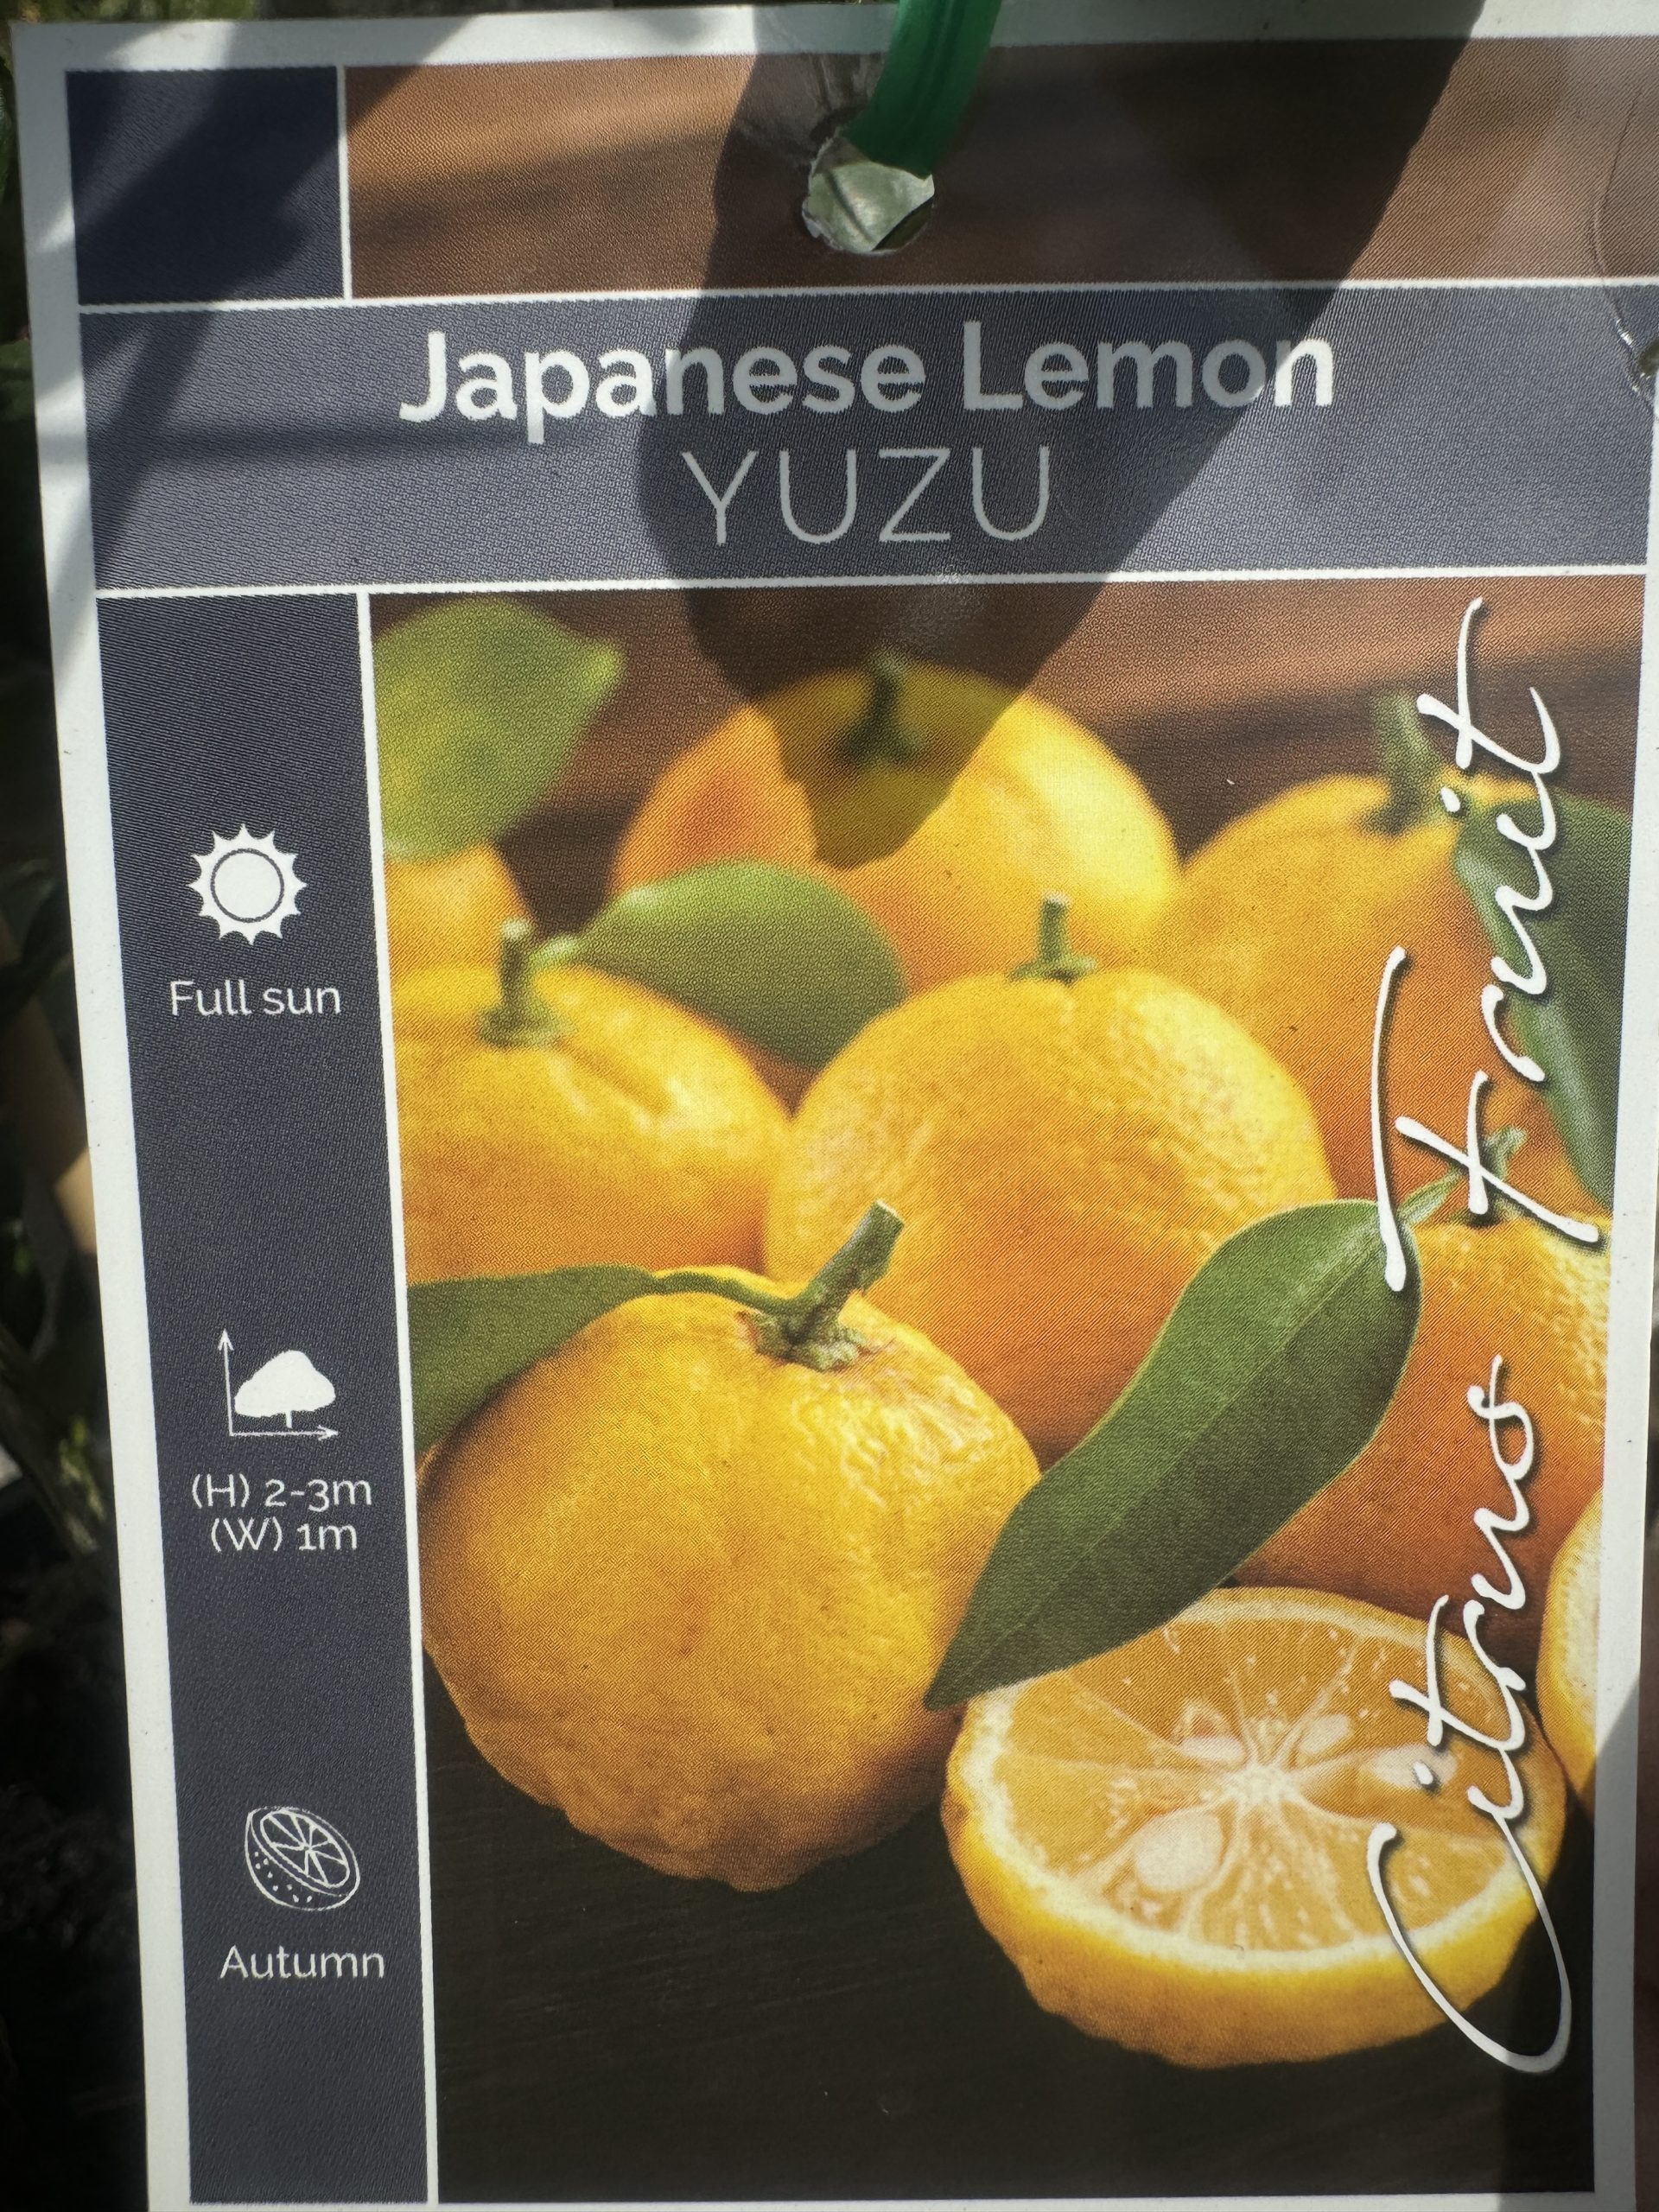 Japanese Lemon
YUZU
Full sun
(H) 2-3m
(W) 1m
Autumn
Citrus Fruit